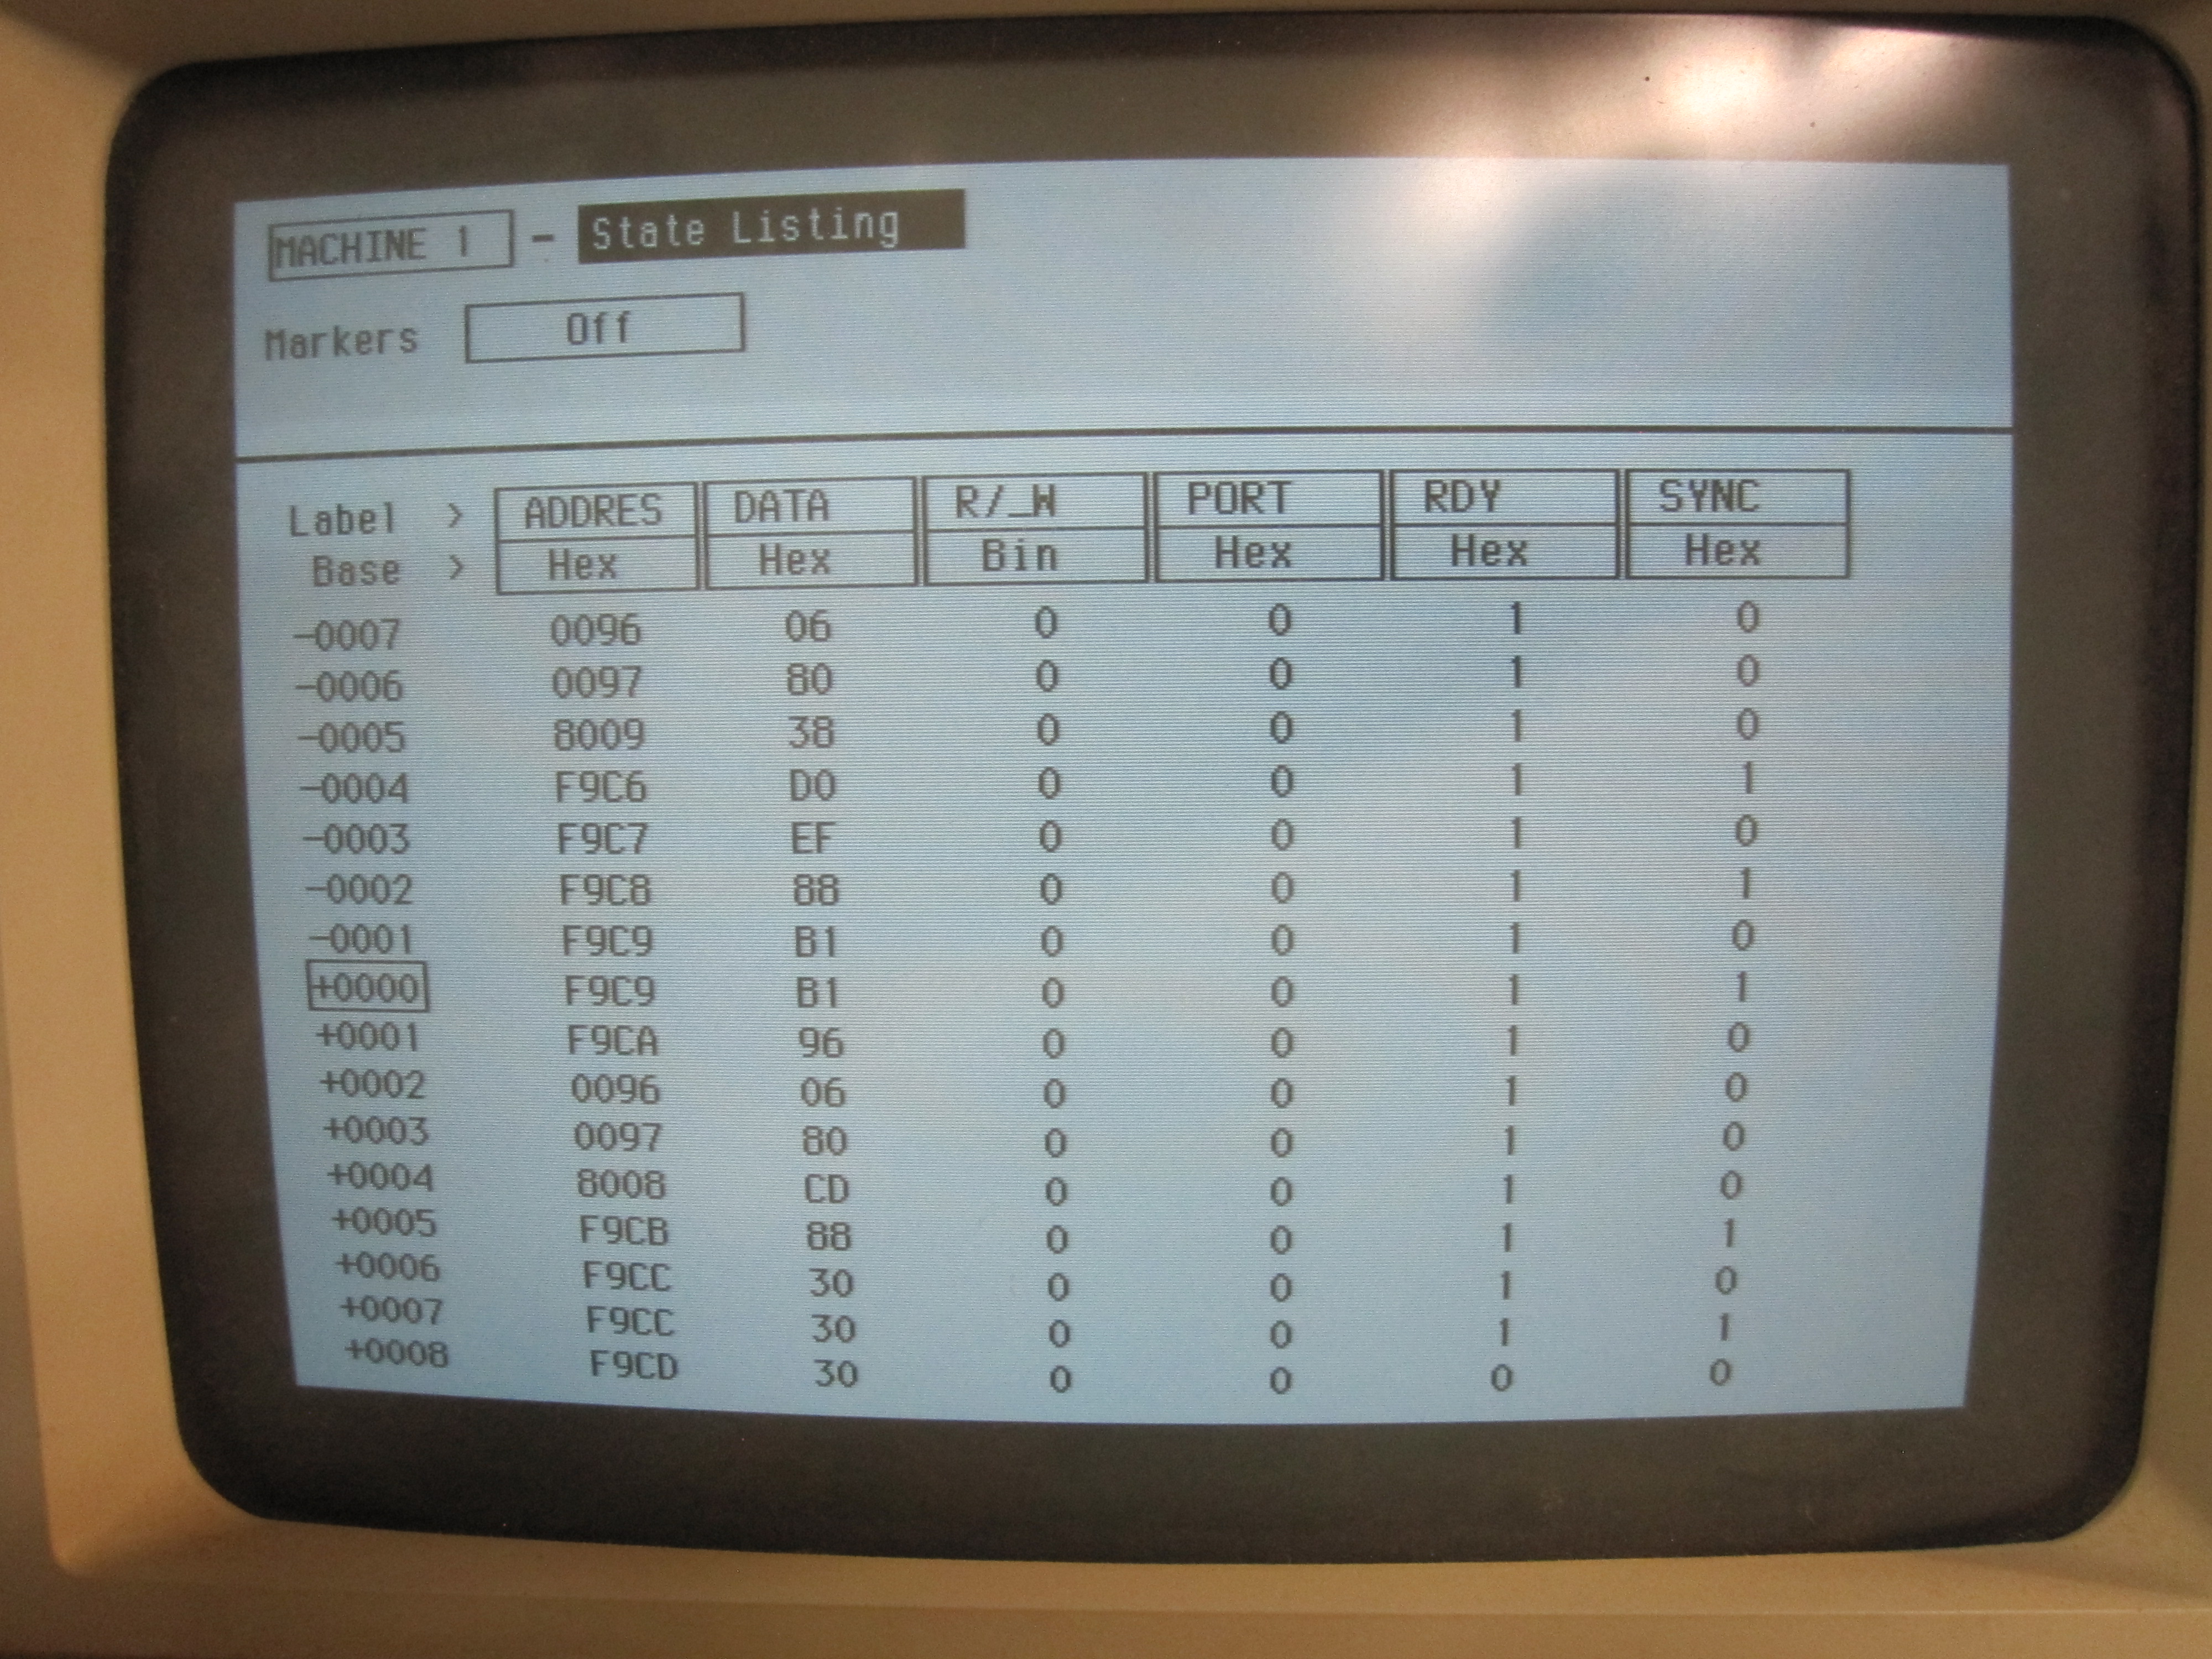 MACHINE 1 - State Listing
Markers Off
Label > ADDRES DATA R/_W PORT RDY SYNC
Base > Hex Hex Bin Hex Hex Hex
-0007 0096 06 0 0 1 0
-0006 0097 80 0 0 1 0
-0005 8009 38 0 0 1 0
-0004 F9C6 D0 0 0 1 1
-0003 F9C7 EF 0 0 1 0
-0002 F9C8 88 0 0 1 1
-0001 F9C9 B1 0 0 1 0
+0000 F9C9 B1 0 0 1 1
+0001 F9CA 96 0 0 1 0
+0002 0096 06 0 0 1 0
+0003 0097 80 0 0 1 0
+0004 8008 CD 0 0 1 0
+0005 F9CB 88 0 0 1 1
+0006 F9CC 30 0 0 1 0
+0007 F9CC 30 0 0 1 1
+0008 F9CD 30 0 0 0 0